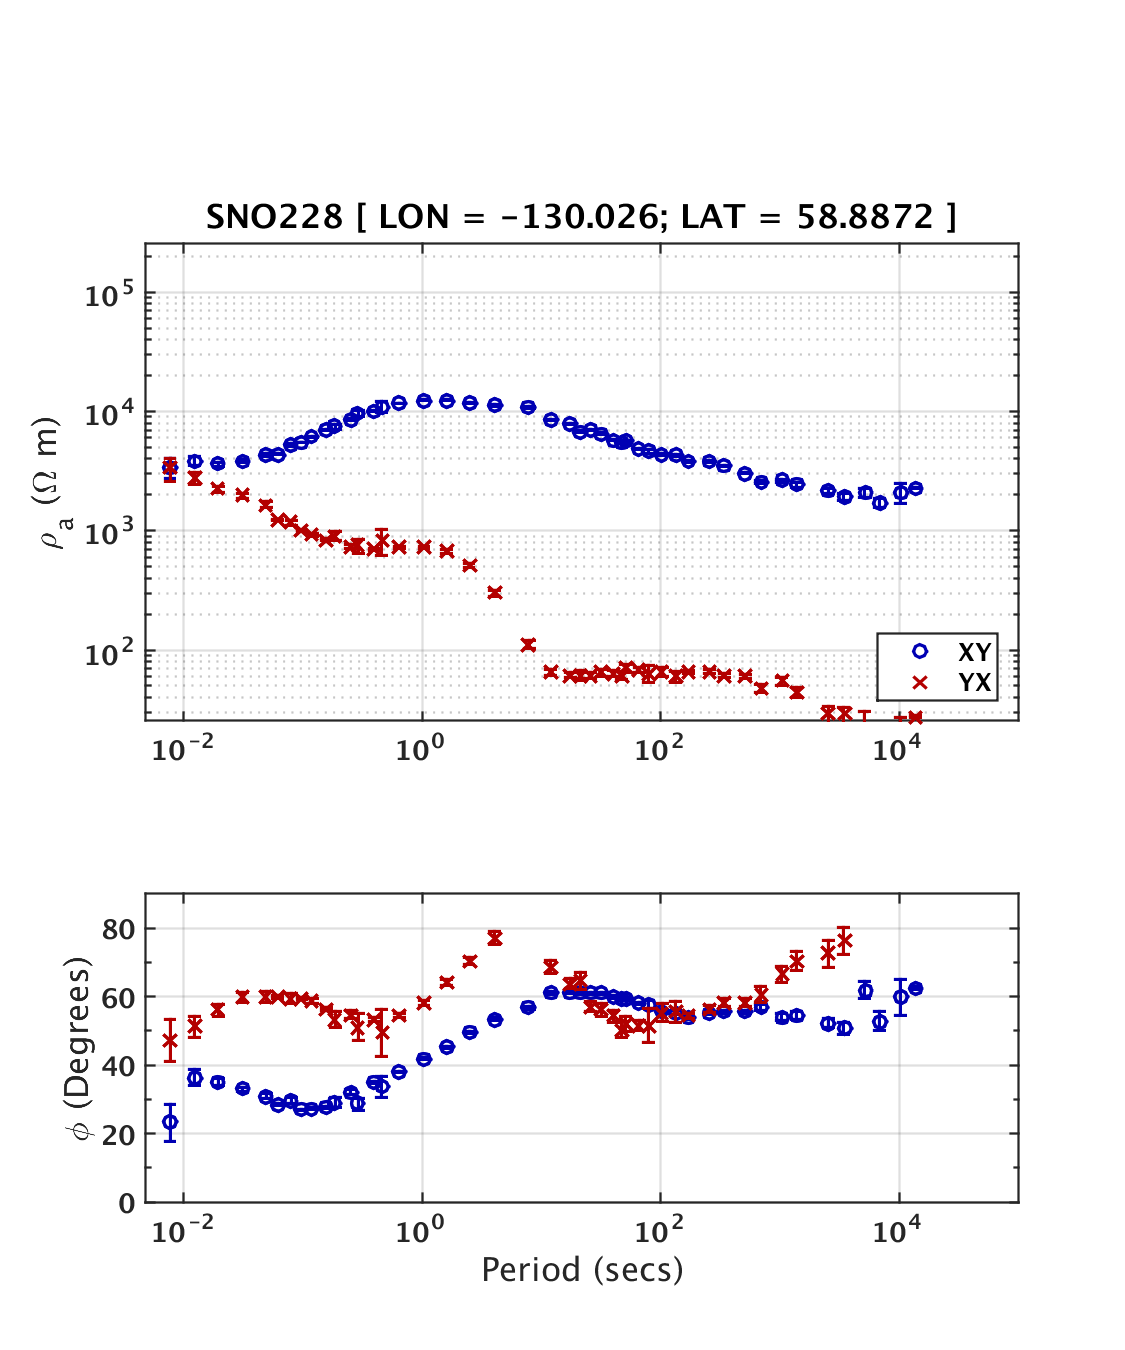 SNO228 [ LON = -130.026; LAT = 58.8872 ]
ρa (Ω m)
10^5
10^4
10^3
10^2
XY
YX
10^-2 10^0 10^2 10^4
φ (Degrees)
80
60
40
20
0
10^-2 10^0 10^2 10^4
Period (secs)